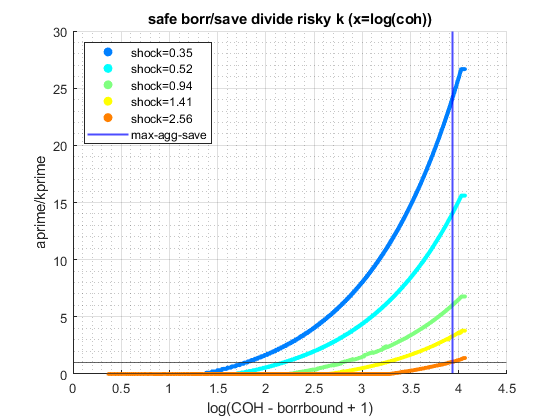 safe borr/save divide risky k (x=log(coh))
30
25
20
15
10
5
0
aprime/kprime
shock=0.35
shock=0.52
shock=0.94
shock=1.41
shock=2.56
max-agg-save
0 0.5 1 1.5 2 2.5 3 3.5 4 4.5
log(COH - borrbound + 1)